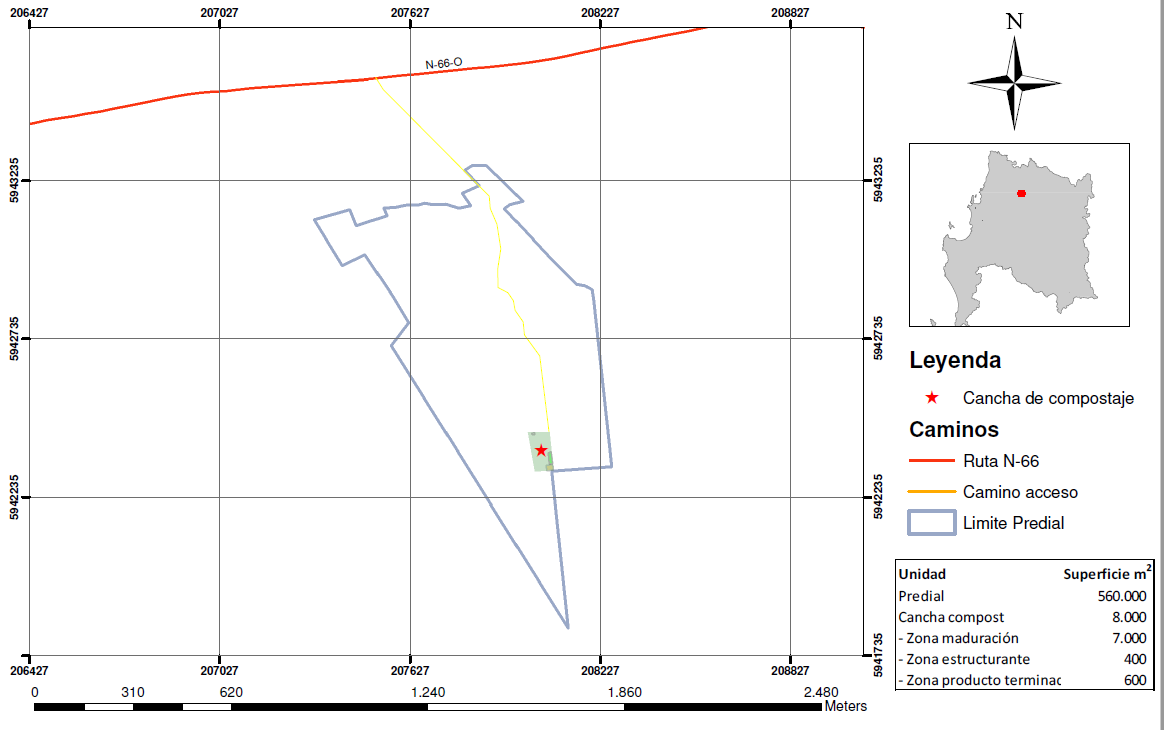 206427 207027 207627 208227 208827
N
N-66-O
5943235 5943235
5942735 5942735
5942235 5942235
5941735
206427 207027 207627 208227 208827
0 310 620 1.240 1.860 2.480
Meters
Leyenda
Cancha de compostaje
Caminos
Ruta N-66
Camino acceso
Limite Predial
Unidad Superficie m²
Predial 560.000
Cancha compost 8.000
- Zona maduración 7.000
- Zona estructurante 400
- Zona producto terminac 600